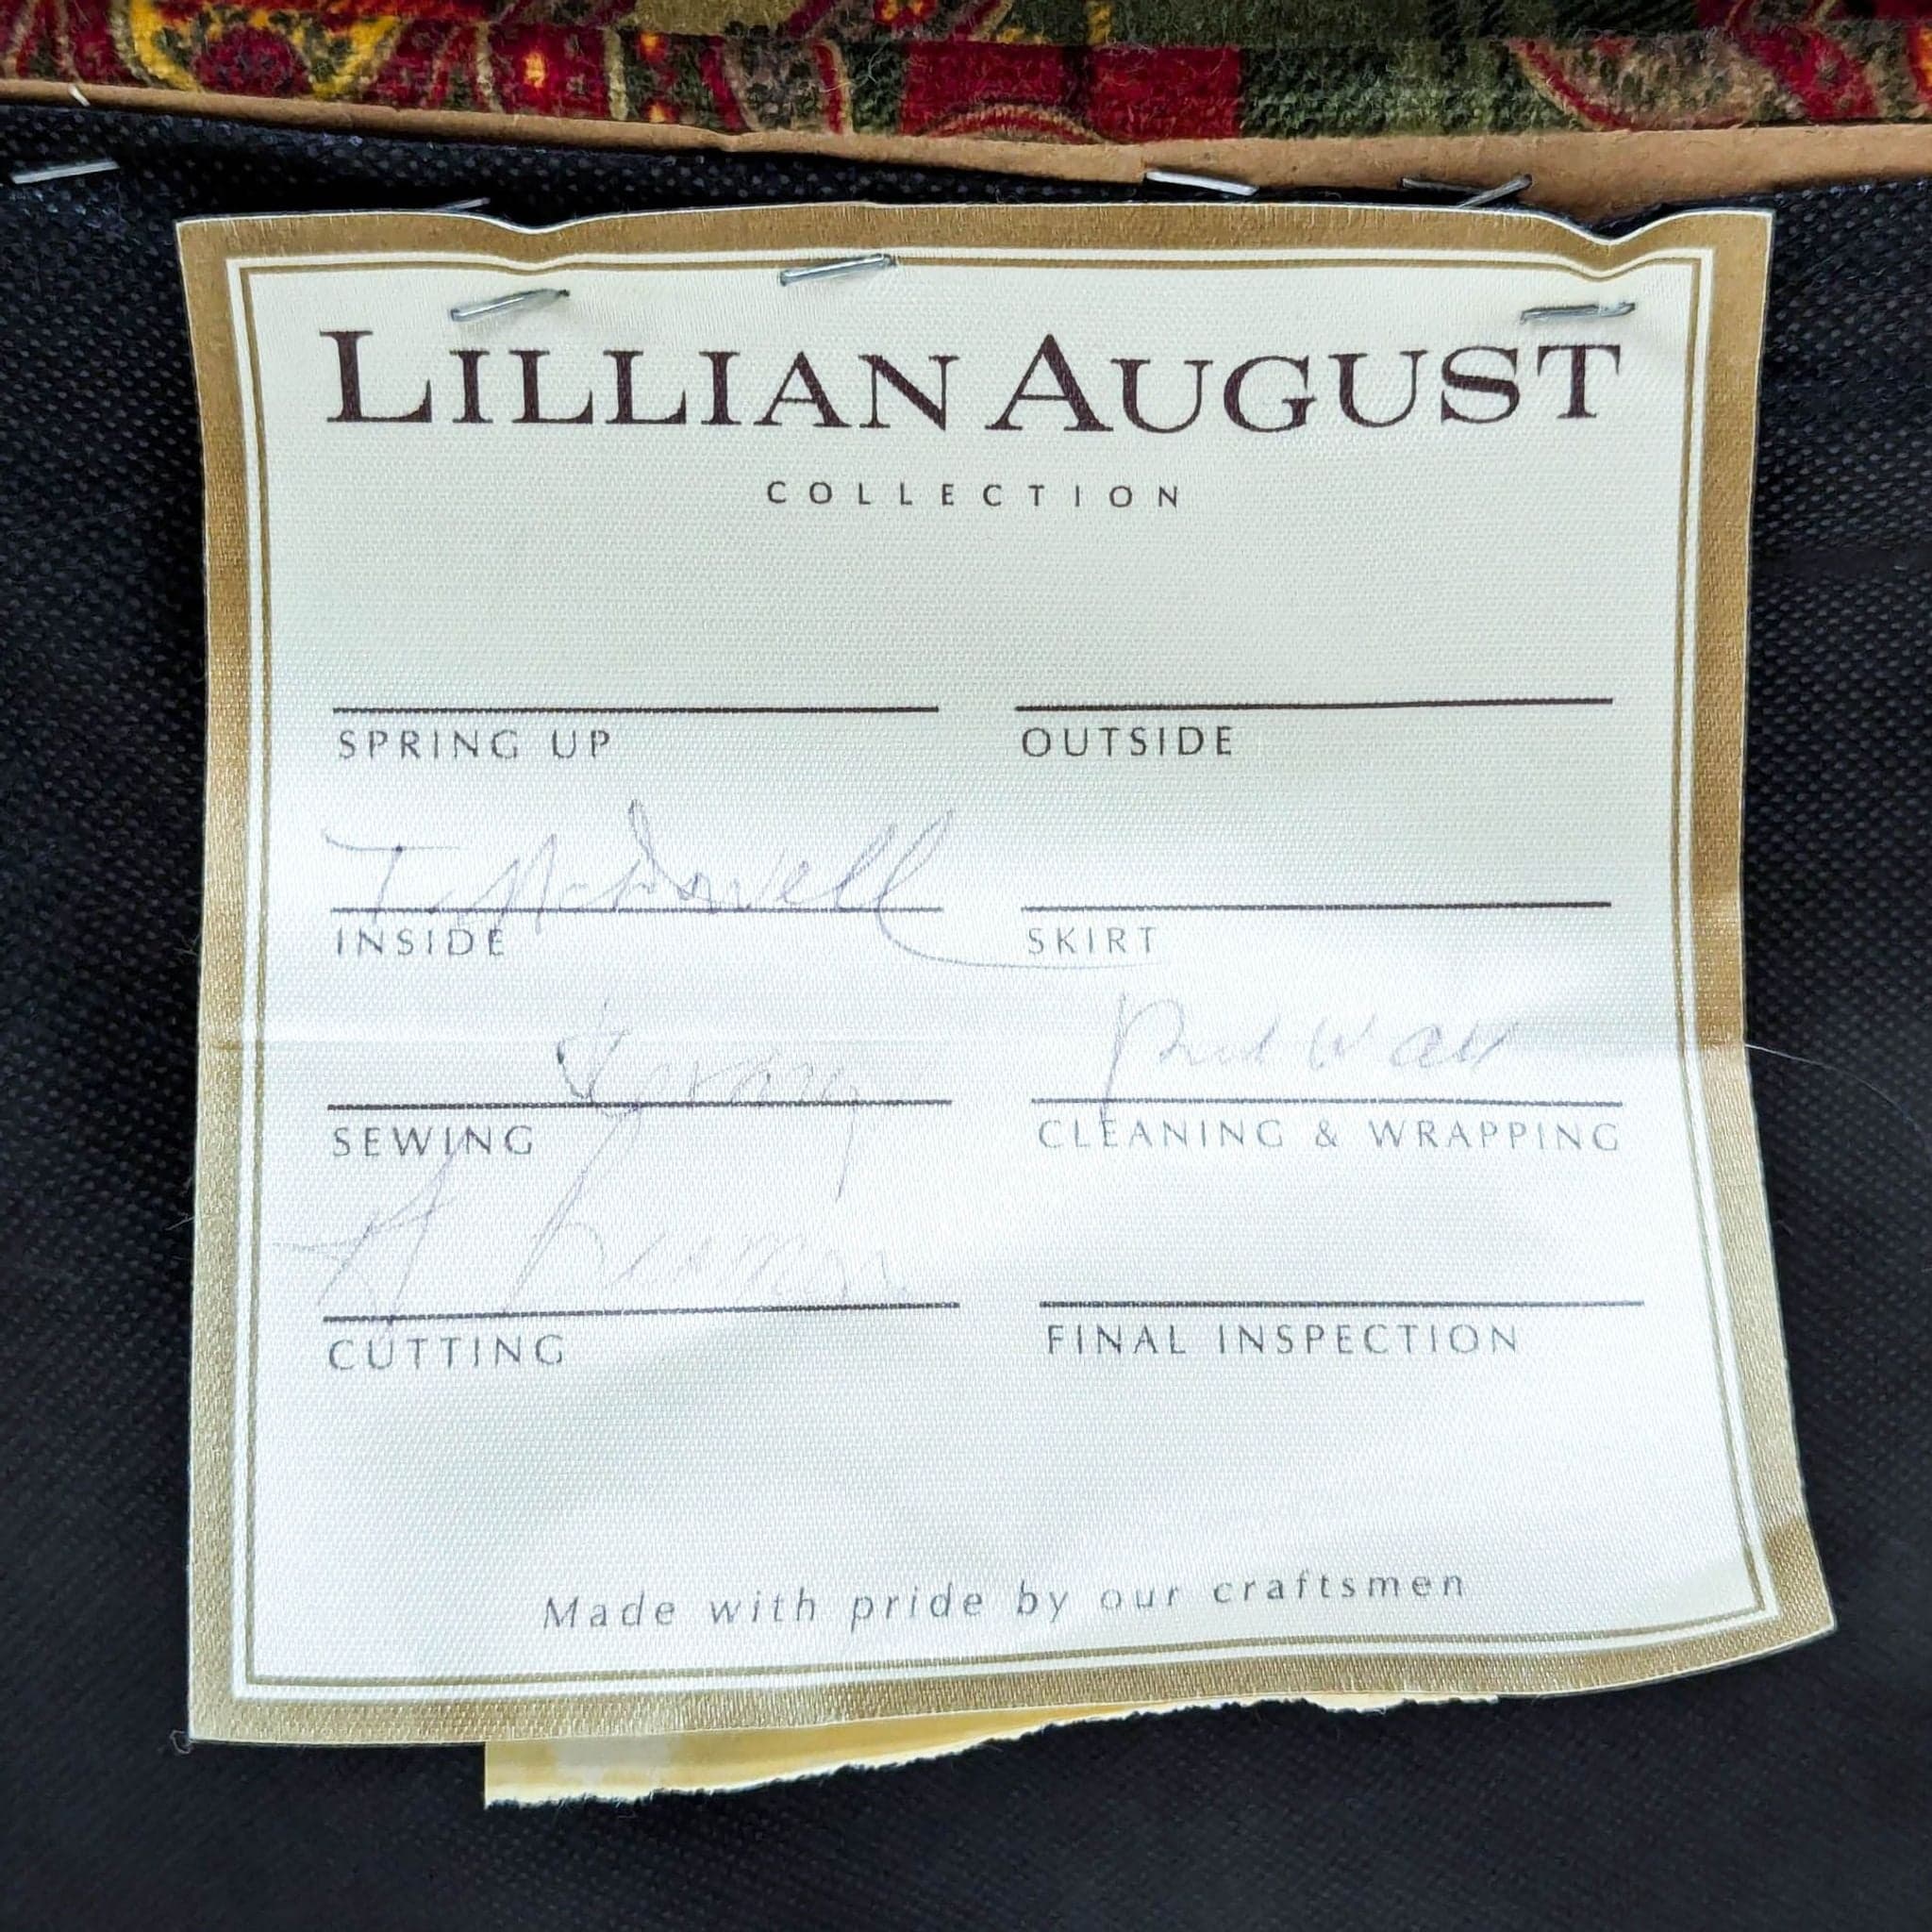 LILLIAN AUGUST
COLLECTION
SPRING UP
OUTSIDE
T. McDowell
INSIDE
SKIRT
SEWING
CLEANING & WRAPPING
CUTTING
FINAL INSPECTION
Made with pride by our craftsmen